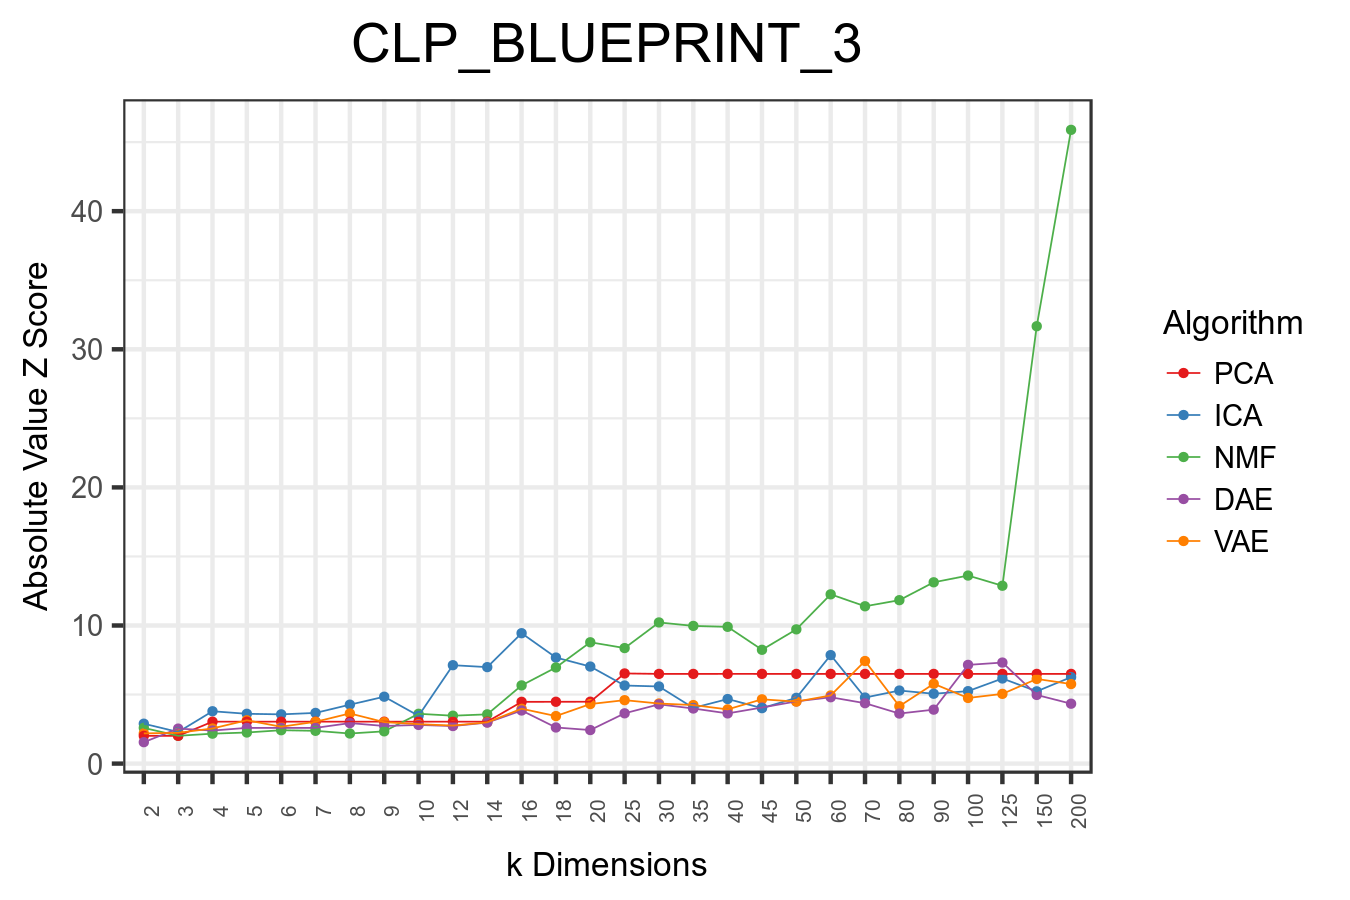 CLP_BLUEPRINT_3
Absolute Value Z Score
40
30
20
10
0
2 3 4 5 6 7 8 9 10 12 14 16 18 20 25 30 35 40 45 50 60 70 80 90 100 125 150 200
k Dimensions
Algorithm
PCA
ICA
NMF
DAE
VAE